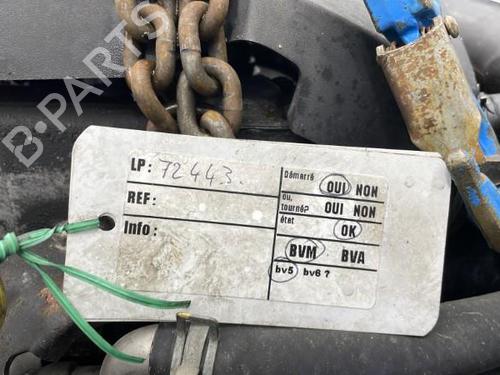 B-PARTS
LP: 72443.
REF:
Info:
Démarré
OUI NON
Ou,
tourné? OUI NON
état
OK
BVM BVA
bv5 bv6 ?